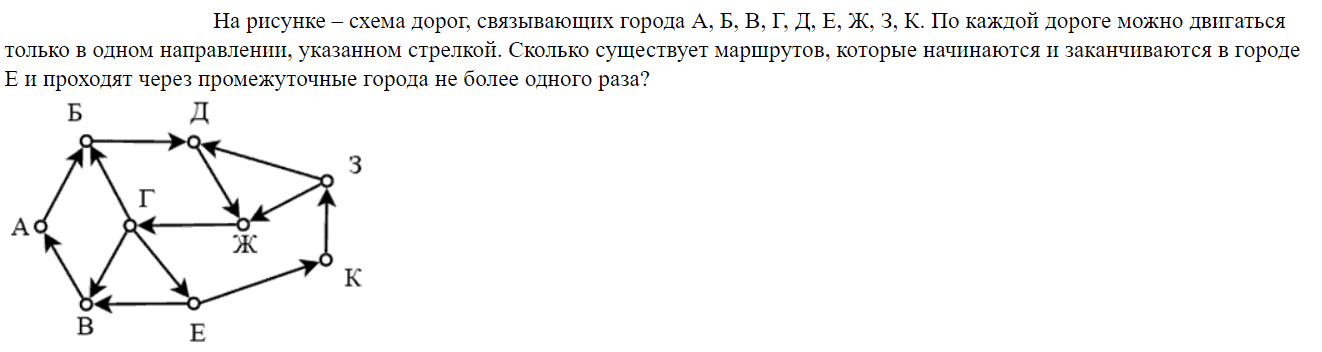 На рисунке – схема дорог, связывающих города А, Б, В, Г, Д, Е, Ж, З, К. По каждой дороге можно двигаться
только в одном направлении, указанном стрелкой. Сколько существует маршрутов, которые начинаются и заканчиваются в городе
Е и проходят через промежуточные города не более одного раза?
Б Д
З
Г
А
Ж
К
В Е